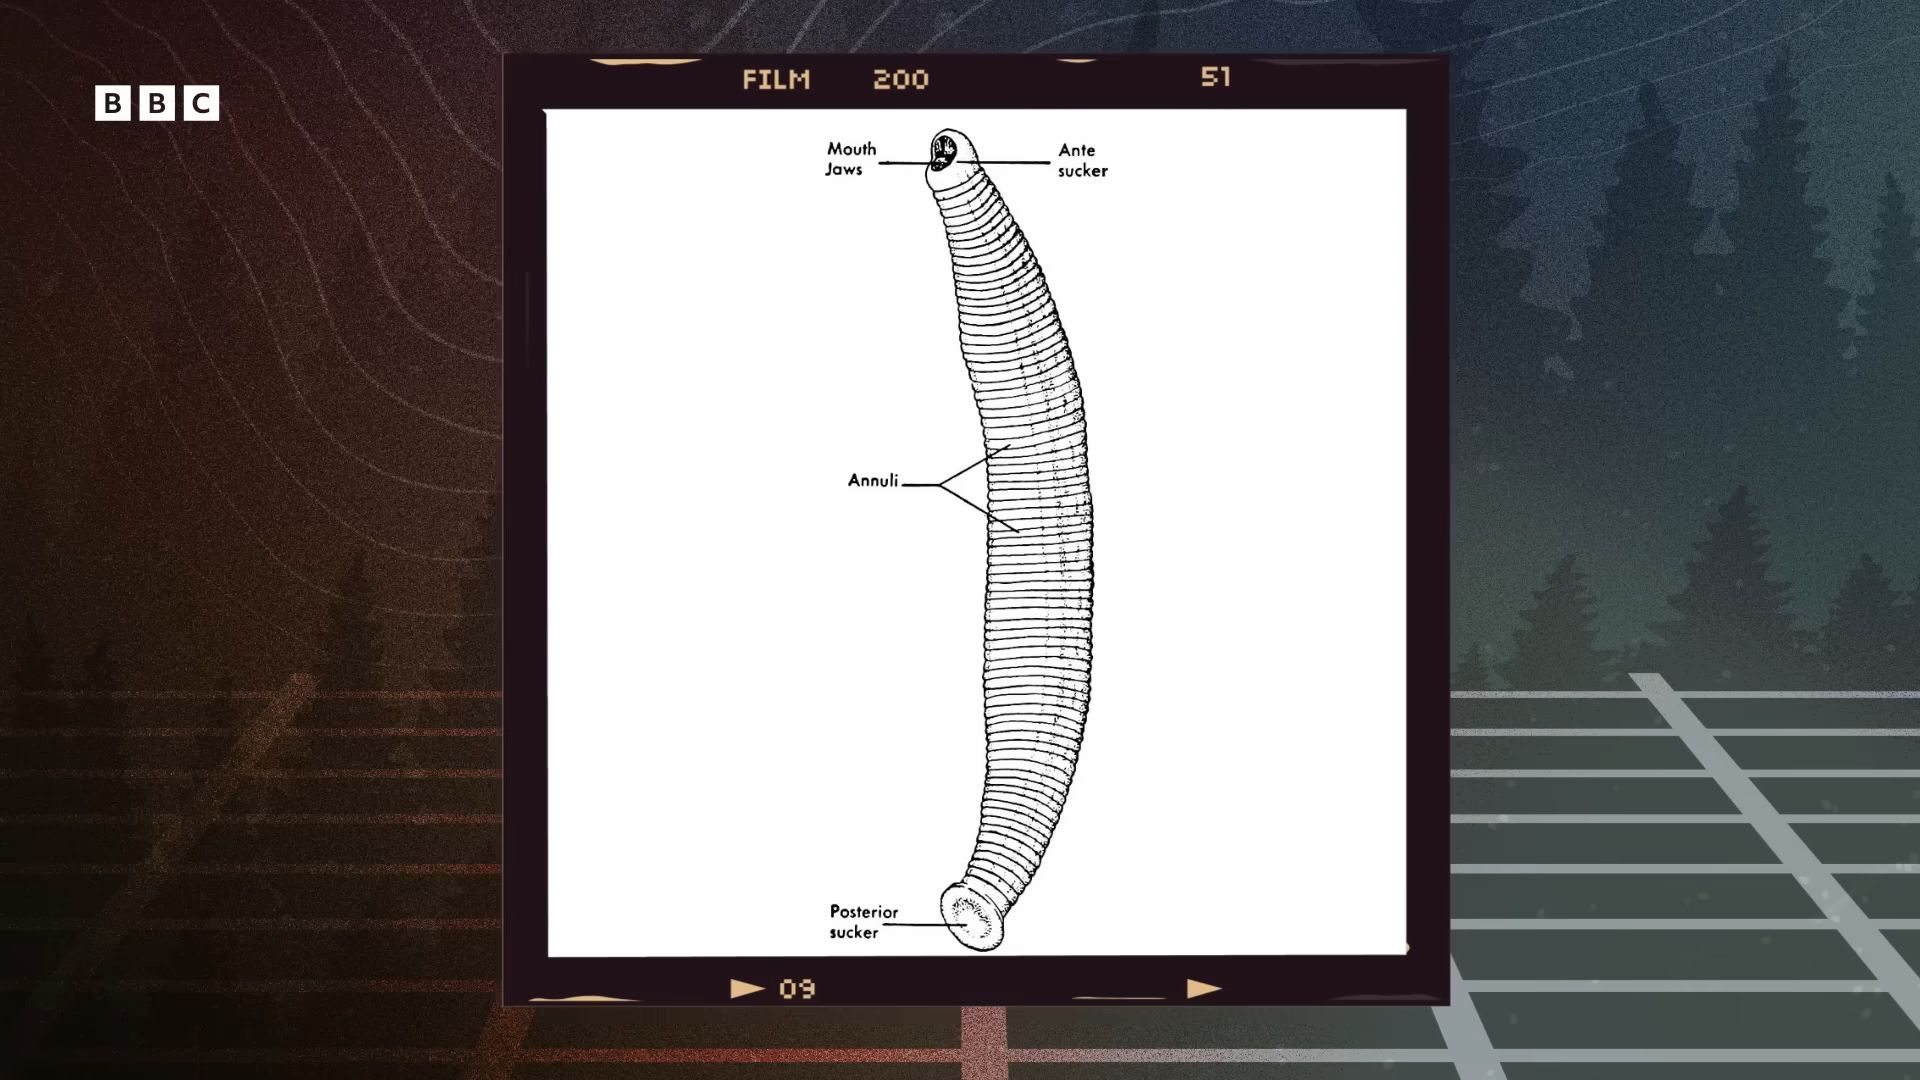 BBC
FILM 200 51
Mouth
Jaws
Ante
sucker
Annuli
Posterior
sucker
09